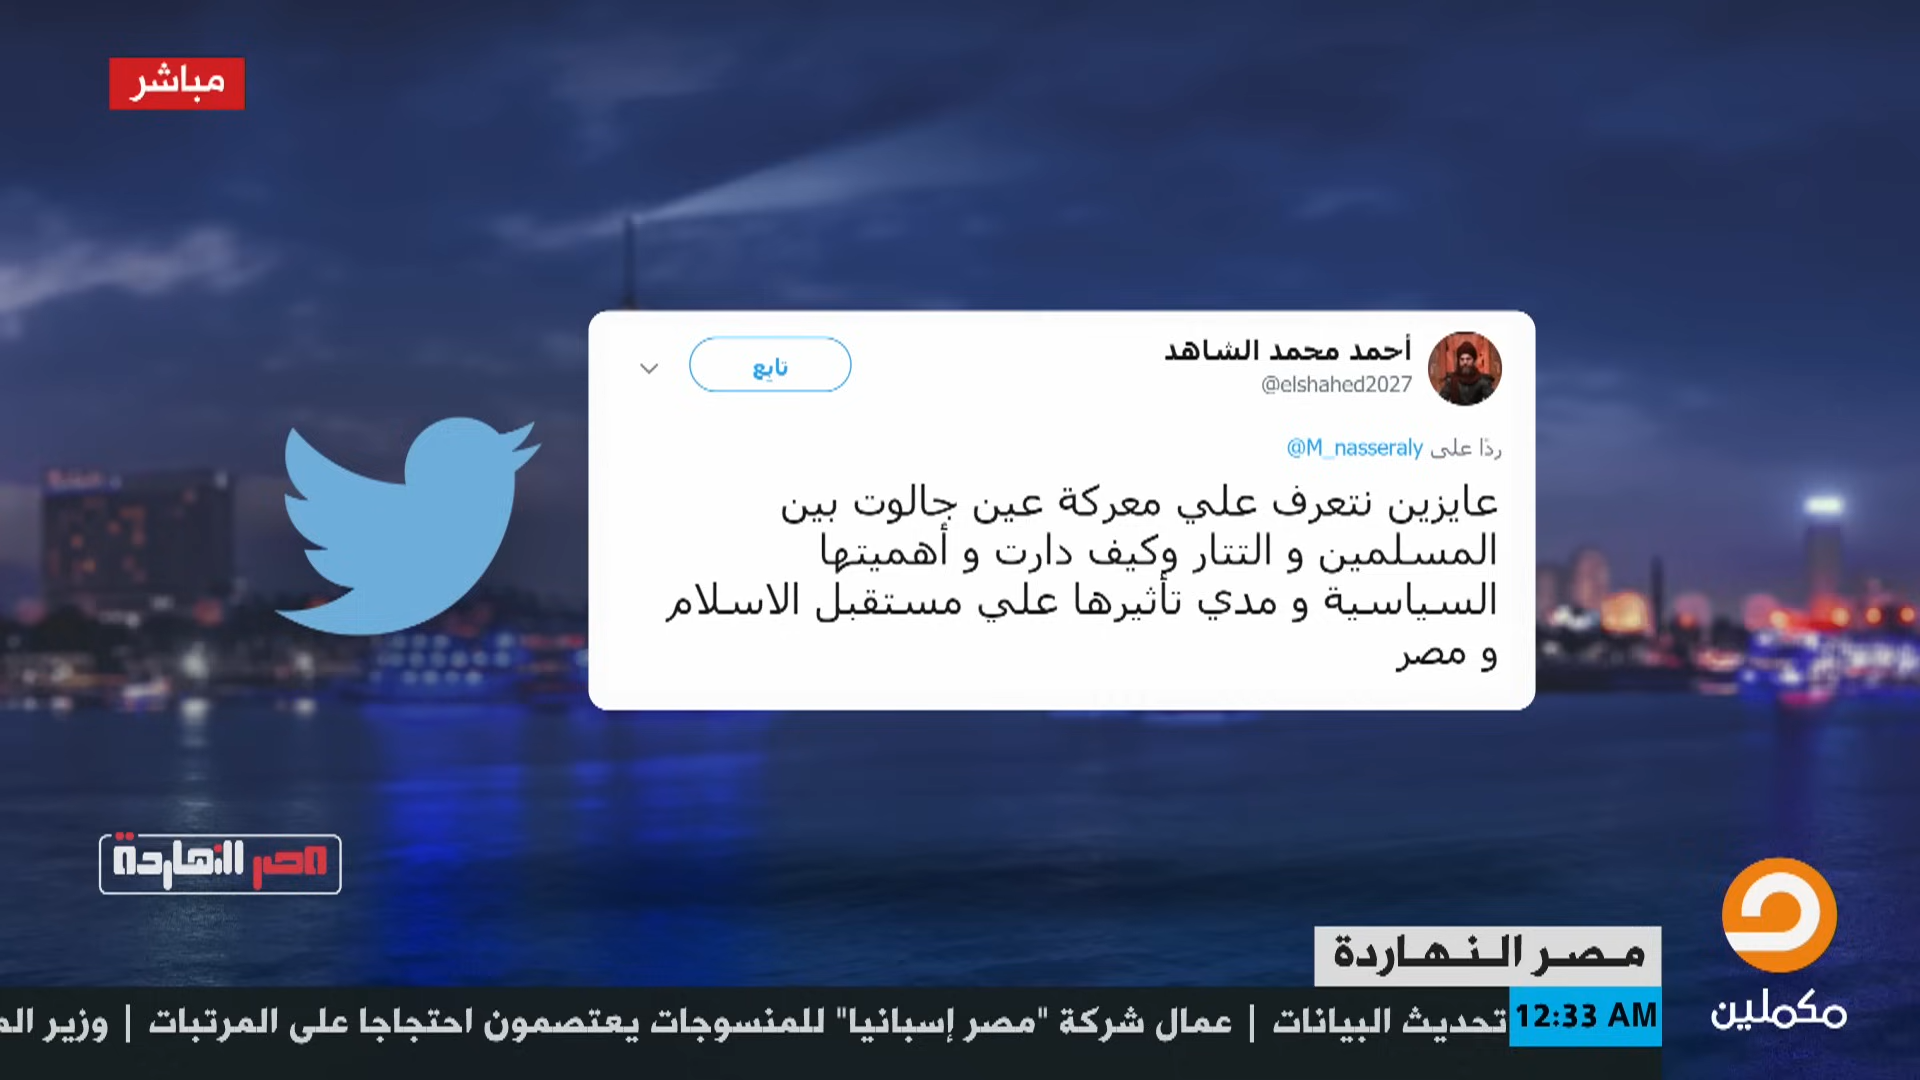 مباشر
أحمد محمد الشاهد
@elshahed2027
تابع
ردًا على @M_nasseraly
عايزين نتعرف علي معركة عين جالوت بين
المسلمين و التتار وكيف دارت و أهميتها
السياسية و مدي تأثيرها علي مستقبل الاسلام
و مصر
مصر النهاردة
مصر النهاردة
12:33 AM
تحديث البيانات | عمال شركة "مصر إسبانيا" للمنسوجات يعتصمون احتجاجا على المرتبات | وزير
مكملين